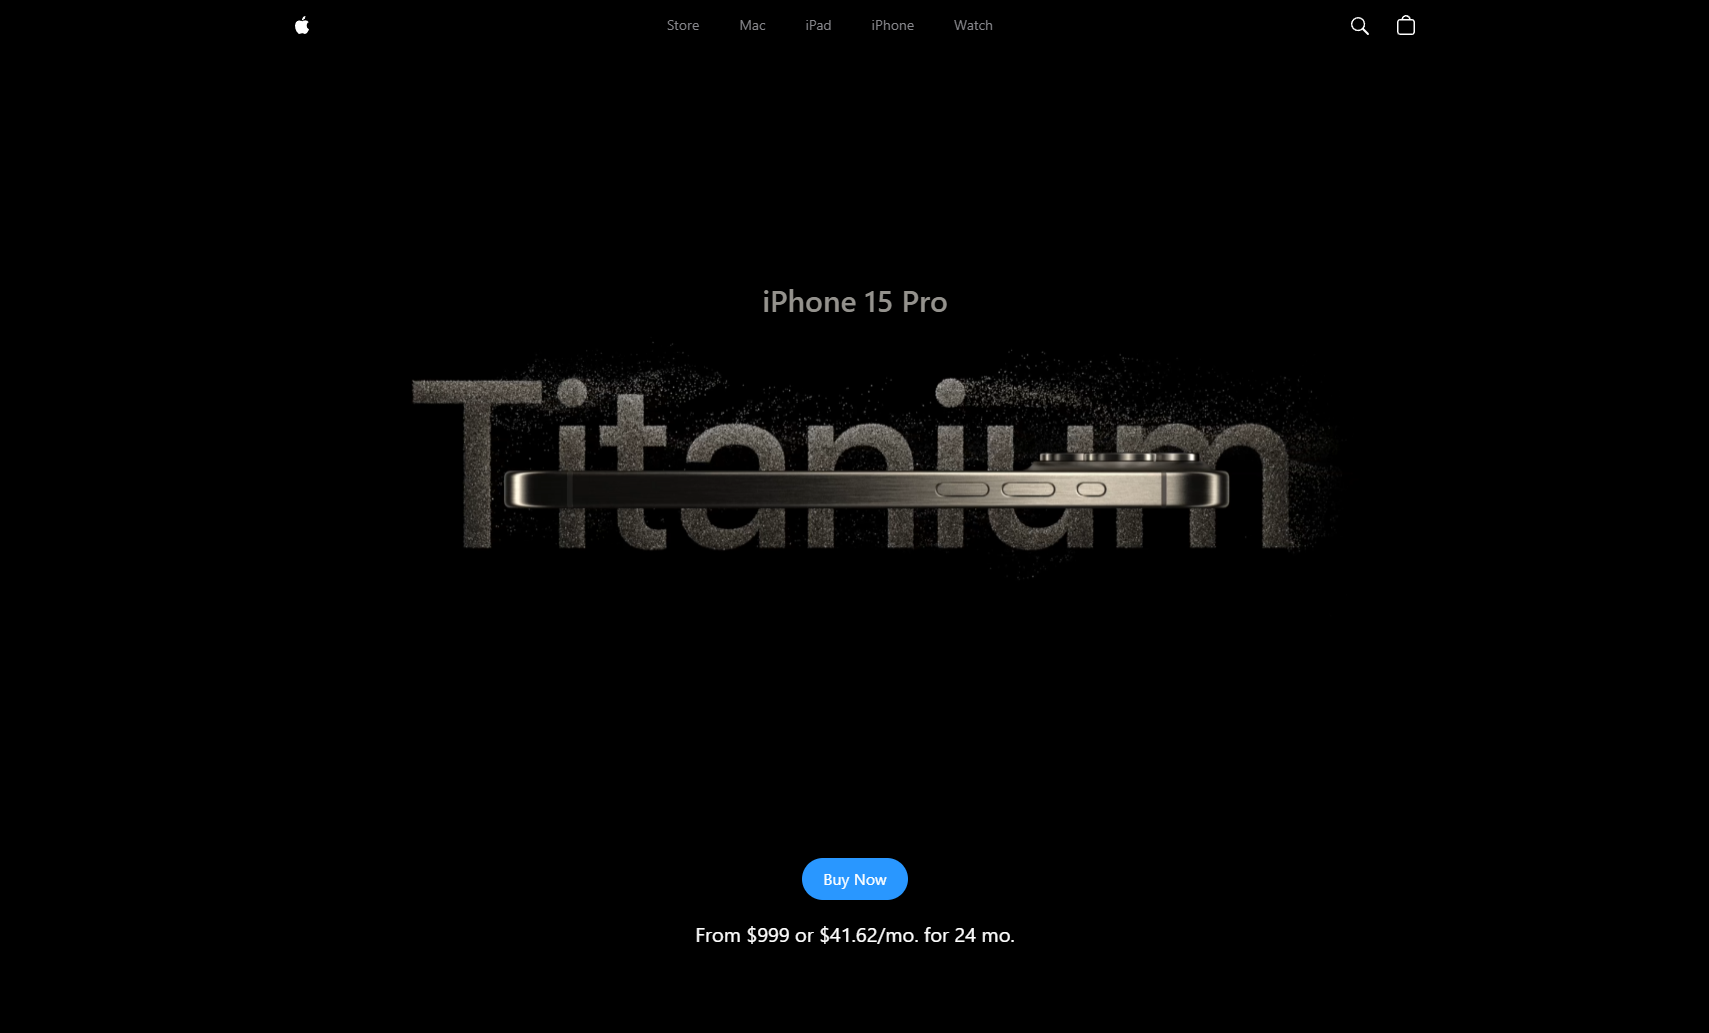 Store Mac iPad iPhone Watch
iPhone 15 Pro
Titanium
Buy Now
From $999 or $41.62/mo. for 24 mo.